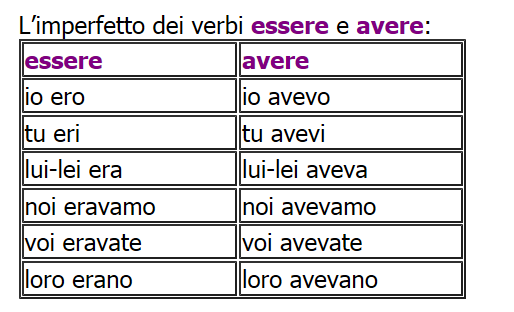 L’imperfetto dei verbi essere e avere:
essere avere
io ero io avevo
tu eri tu avevi
lui-lei era lui-lei aveva
noi eravamo noi avevamo
voi eravate voi avevate
loro erano loro avevano